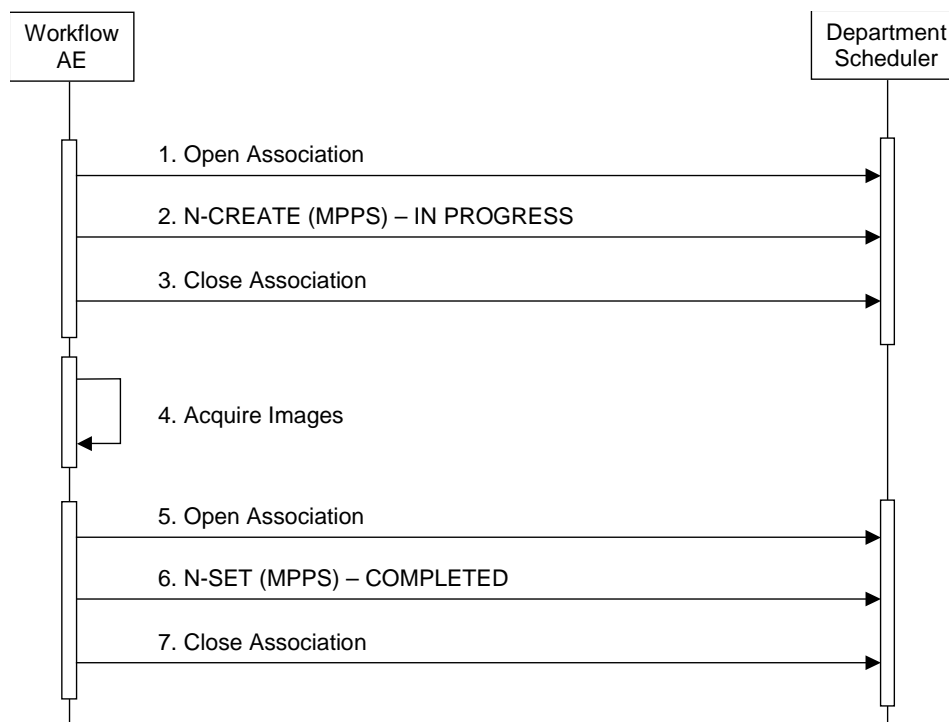 Workflow
AE
Department
Scheduler
1. Open Association
2. N-CREATE (MPPS) – IN PROGRESS
3. Close Association
4. Acquire Images
5. Open Association
6. N-SET (MPPS) – COMPLETED
7. Close Association